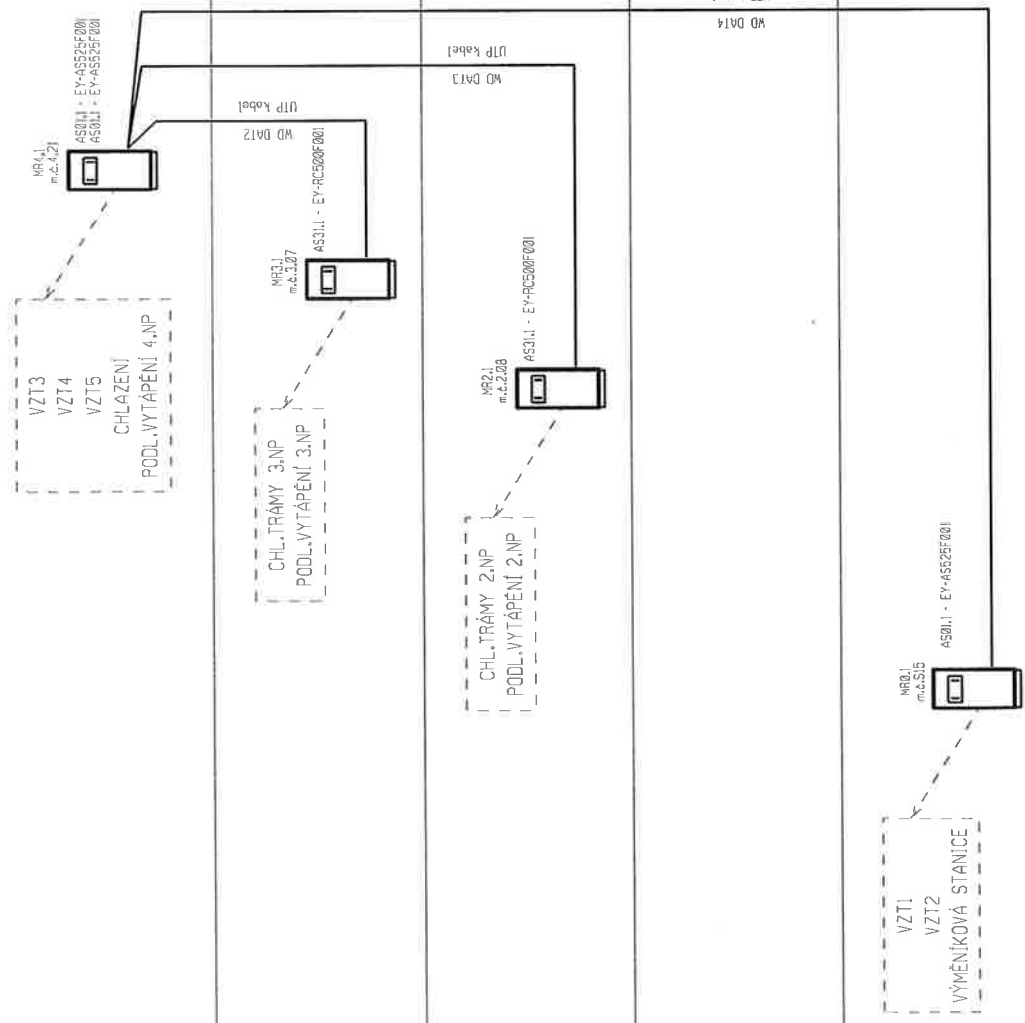 MR4.1
m.č.4.21
AS01.1 - EY-AS525F001
AS01.1 - EY-AS525F001
VZT3
VZT4
VZT5
CHLAZENÍ
PODL.VYTÁPĚNÍ 4.NP
UTP kabel
WD DAT2
UTP kabel
WD DAT3
WD DAT4
MR3.1
m.č.3.07
AS31.1 - EY-RC500F001
CHL.TRÁMY 3.NP
PODL.VYTÁPĚNÍ 3.NP
MR2.1
m.č.2.08
AS31.1 - EY-RC500F001
CHL.TRÁMY 2.NP
PODL.VYTÁPĚNÍ 2.NP
MR0.1
m.č.S15
AS01.1 - EY-AS525F001
VZT1
VZT2
VÝMĚNÍKOVÁ STANICE